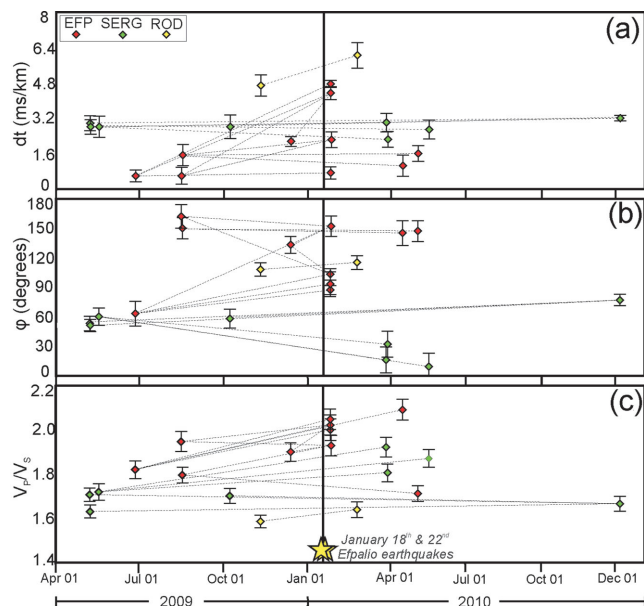 EFP SERG ROD
(a)
dt (ms/km)
8
6.4
4.8
3.2
1.6
0
(b)
φ (degrees)
180
150
120
90
60
30
0
(c)
Vₚ/Vₛ
2.2
2.0
1.8
1.6
1.4
January 18th & 22nd
Efpalio earthquakes
Apr 01 Jul 01 Oct 01 Jan 01 Apr 01 Jul 01 Oct 01 Dec 01
2009 2010